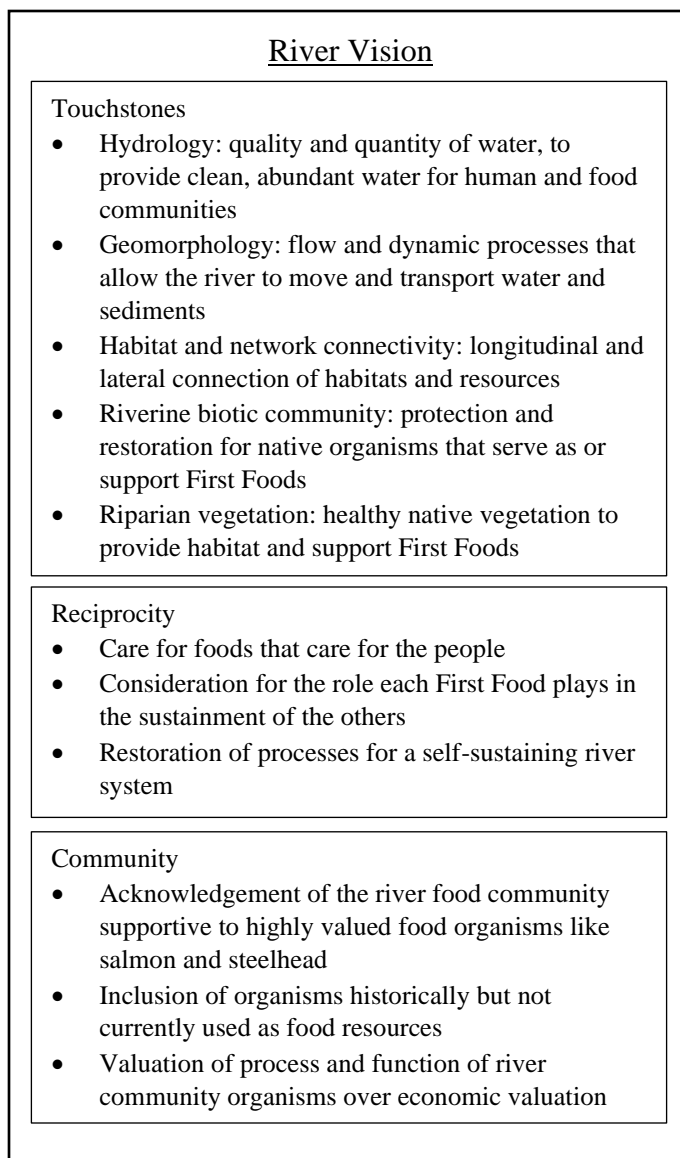 River Vision
Touchstones
• Hydrology: quality and quantity of water, to
provide clean, abundant water for human and food
communities
• Geomorphology: flow and dynamic processes that
allow the river to move and transport water and
sediments
• Habitat and network connectivity: longitudinal and
lateral connection of habitats and resources
• Riverine biotic community: protection and
restoration for native organisms that serve as or
support First Foods
• Riparian vegetation: healthy native vegetation to
provide habitat and support First Foods
Reciprocity
• Care for foods that care for the people
• Consideration for the role each First Food plays in
the sustainment of the others
• Restoration of processes for a self-sustaining river
system
Community
• Acknowledgement of the river food community
supportive to highly valued food organisms like
salmon and steelhead
• Inclusion of organisms historically but not
currently used as food resources
• Valuation of process and function of river
community organisms over economic valuation